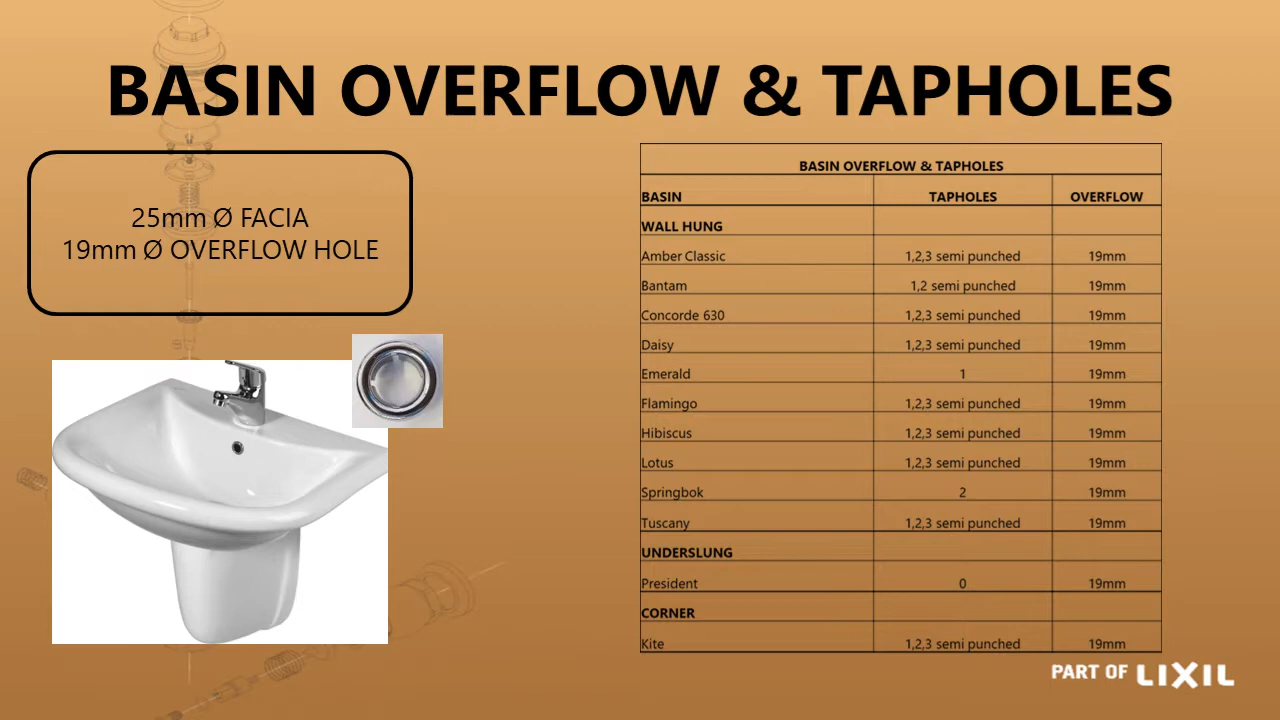 BASIN OVERFLOW & TAPHOLES
25mm Ø FACIA
19mm Ø OVERFLOW HOLE
BASIN OVERFLOW & TAPHOLES
BASIN TAPHOLES OVERFLOW
WALL HUNG
Amber Classic 1,2,3 semi punched 19mm
Bantam 1,2 semi punched 19mm
Concorde 630 1,2,3 semi punched 19mm
Daisy 1,2,3 semi punched 19mm
Emerald 1 19mm
Flamingo 1,2,3 semi punched 19mm
Hibiscus 1,2,3 semi punched 19mm
Lotus 1,2,3 semi punched 19mm
Springbok 2 19mm
Tuscany 1,2,3 semi punched 19mm
UNDERSLUNG
President 0 19mm
CORNER
Kite 1,2,3 semi punched 19mm
PART OF LIXIL